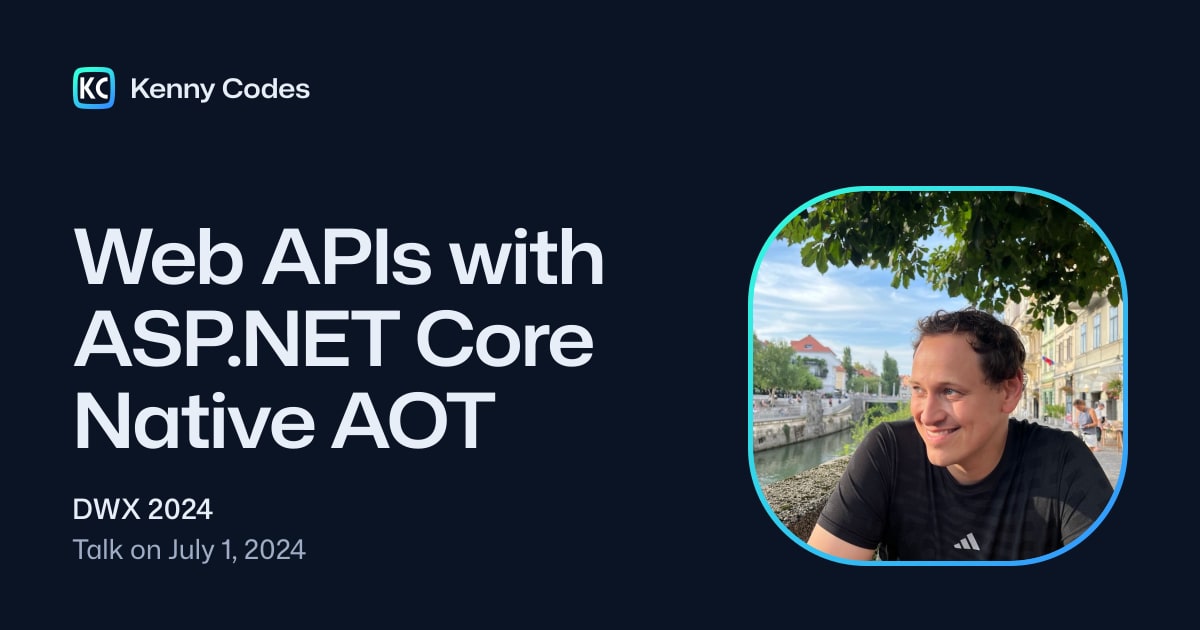 KC Kenny Codes
Web APIs with
ASP.NET Core
Native AOT
DWX 2024
Talk on July 1, 2024